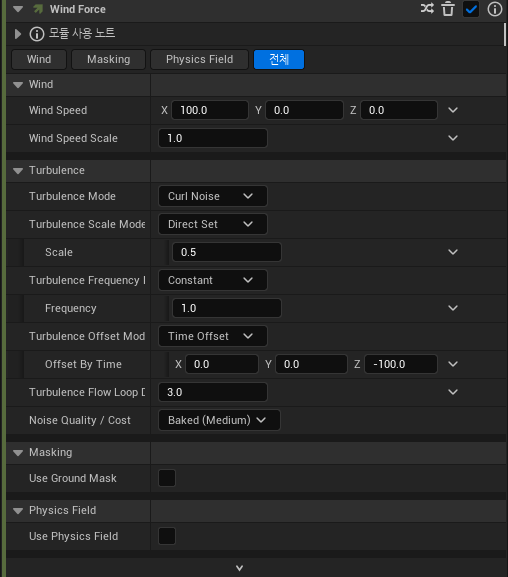 Wind Force
모듈 사용 노트
Wind Masking Physics Field 전체
Wind
Wind Speed X 100.0 Y 0.0 Z 0.0
Wind Speed Scale 1.0
Turbulence
Turbulence Mode Curl Noise
Turbulence Scale Mode Direct Set
Scale 0.5
Turbulence Frequency Constant
Frequency 1.0
Turbulence Offset Mod Time Offset
Offset By Time X 0.0 Y 0.0 Z -100.0
Turbulence Flow Loop D 3.0
Noise Quality / Cost Baked (Medium)
Masking
Use Ground Mask
Physics Field
Use Physics Field